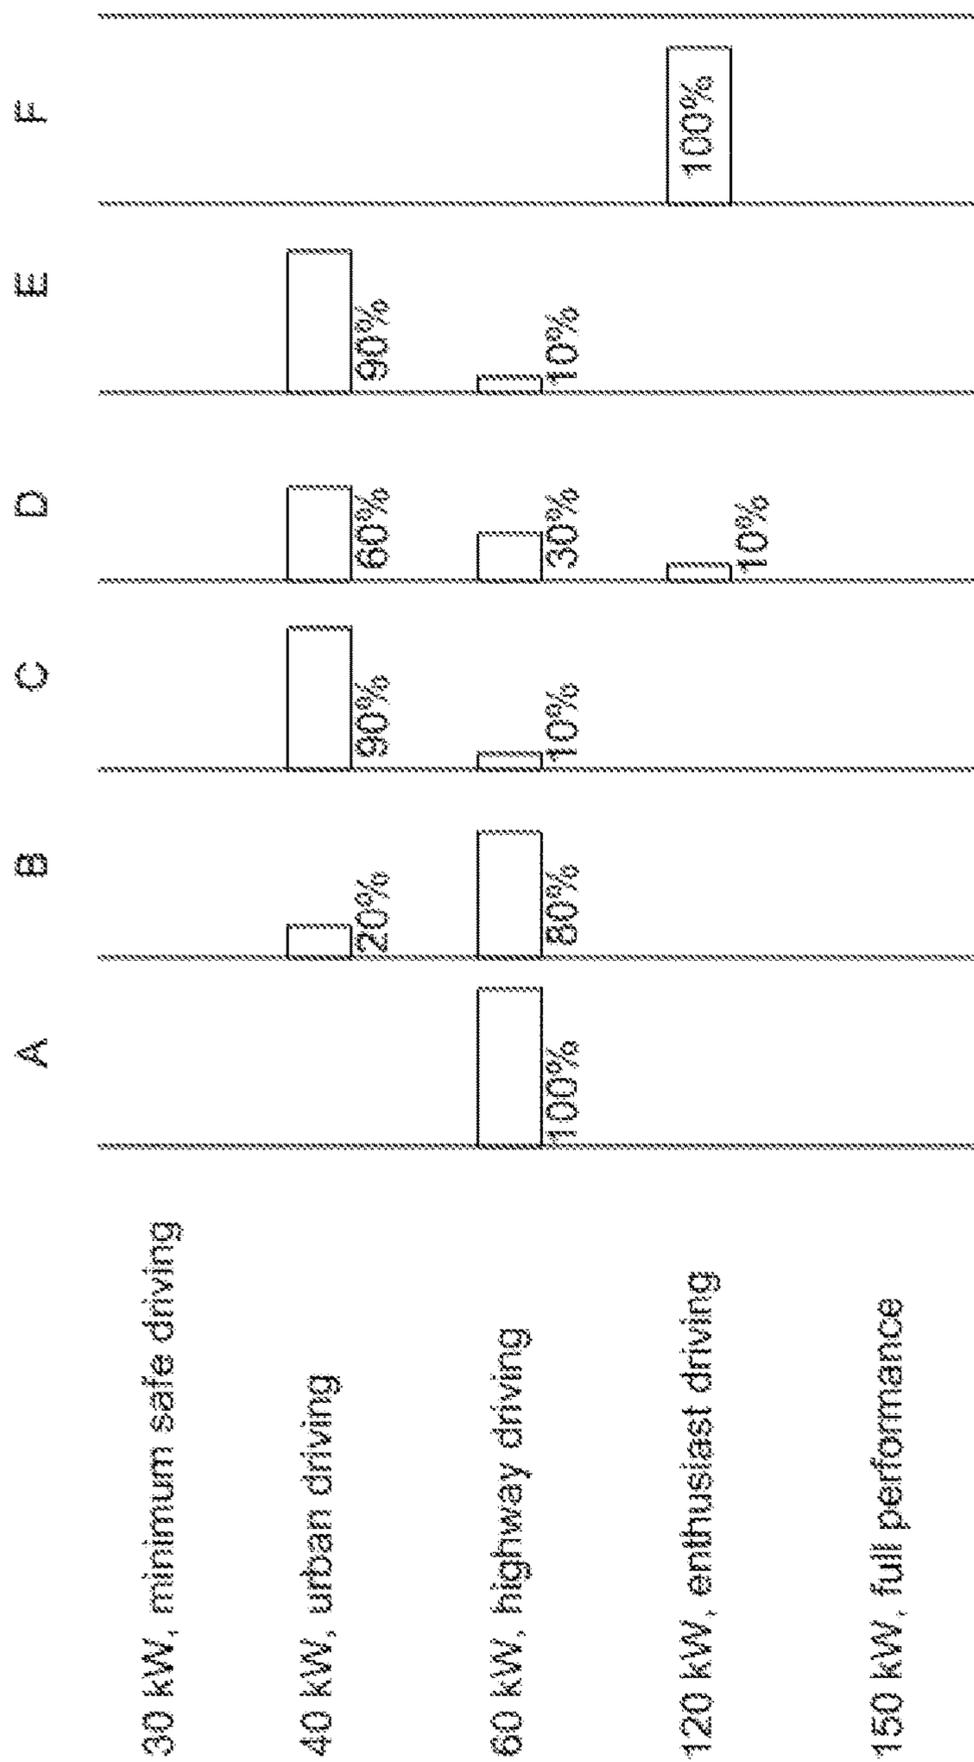 A B C D E F
30 kW, minimum safe driving
40 kW, urban driving
20% 90% 60% 90%
60 kW, highway driving
100% 80% 10% 30% 10%
120 kW, enthusiast driving
10% 100%
150 kW, full performance